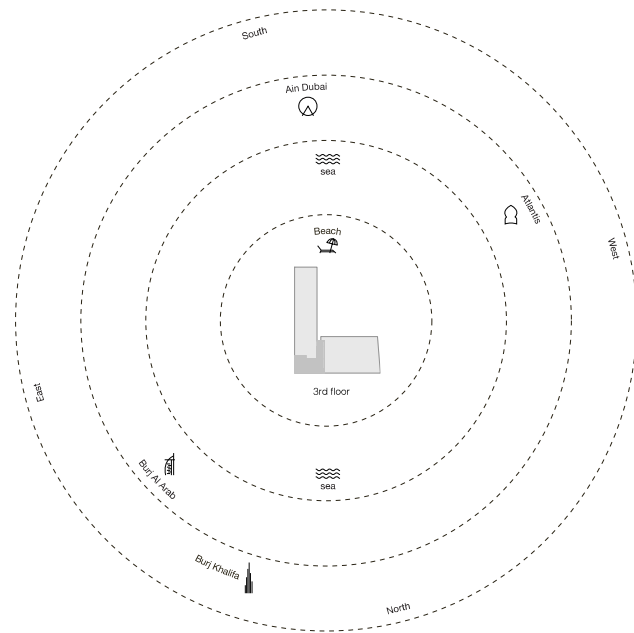 South
Ain Dubai
sea
Atlantis
Beach
West
3rd floor
East
Burj Al Arab
sea
Burj Khalifa
North